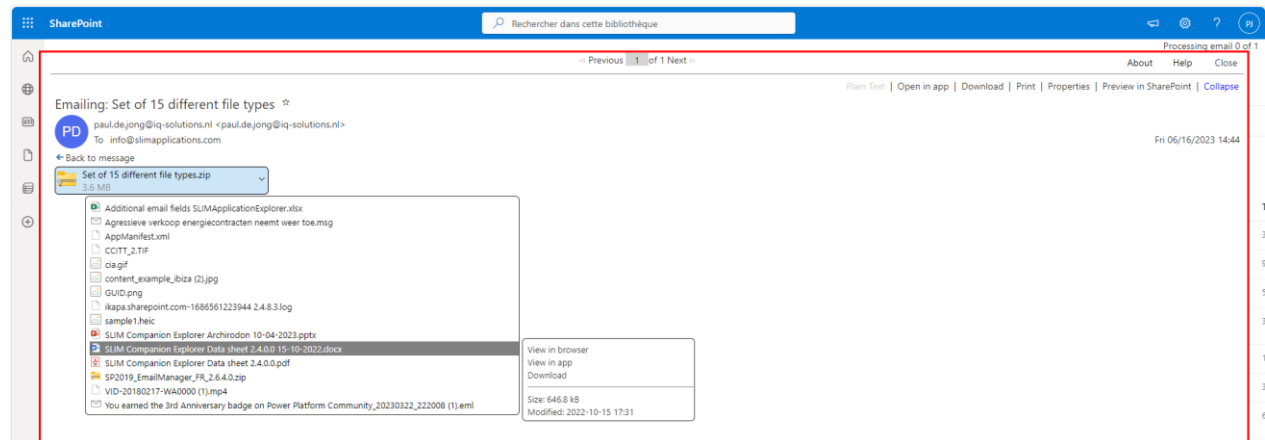 SharePoint
Rechercher dans cette bibliothèque
PJ
Processing email 0 of 1
Previous 1 of 1 Next
About Help Close
Plain Text | Open in app | Download | Print | Properties | Preview in SharePoint | Collapse
Emailing: Set of 15 different file types
PD
paul.de.jong@iq-solutions.nl <paul.de.jong@iq-solutions.nl>
To info@slimapplications.com
Fri 06/16/2023 14:44
Back to message
Set of 15 different file types.zip
3.6 MB
Additional email fields SLIMApplicationExplorer.xlsx
Agressieve verkoop energiecontracten neemt weer toe.msg
AppManifest.xml
CCITT_2.TIF
cia.gif
content_example_ibiza (2).jpg
GUID.png
ikapa.sharepoint.com-1686561223944 2.4.8.3.log
sample1.heic
SLIM Companion Explorer Archirodon 10-04-2023.pptx
SLIM Companion Explorer Data sheet 2.4.0.0 15-10-2022.docx
SLIM Companion Explorer Data sheet 2.4.0.0.pdf
SP2019_EmailManager_FR_2.6.4.0.zip
VID-20180217-WA0000 (1).mp4
You earned the 3rd Anniversary badge on Power Platform Community_20230322_222008 (1).eml
View in browser
View in app
Download
Size: 646.8 kB
Modified: 2022-10-15 17:31